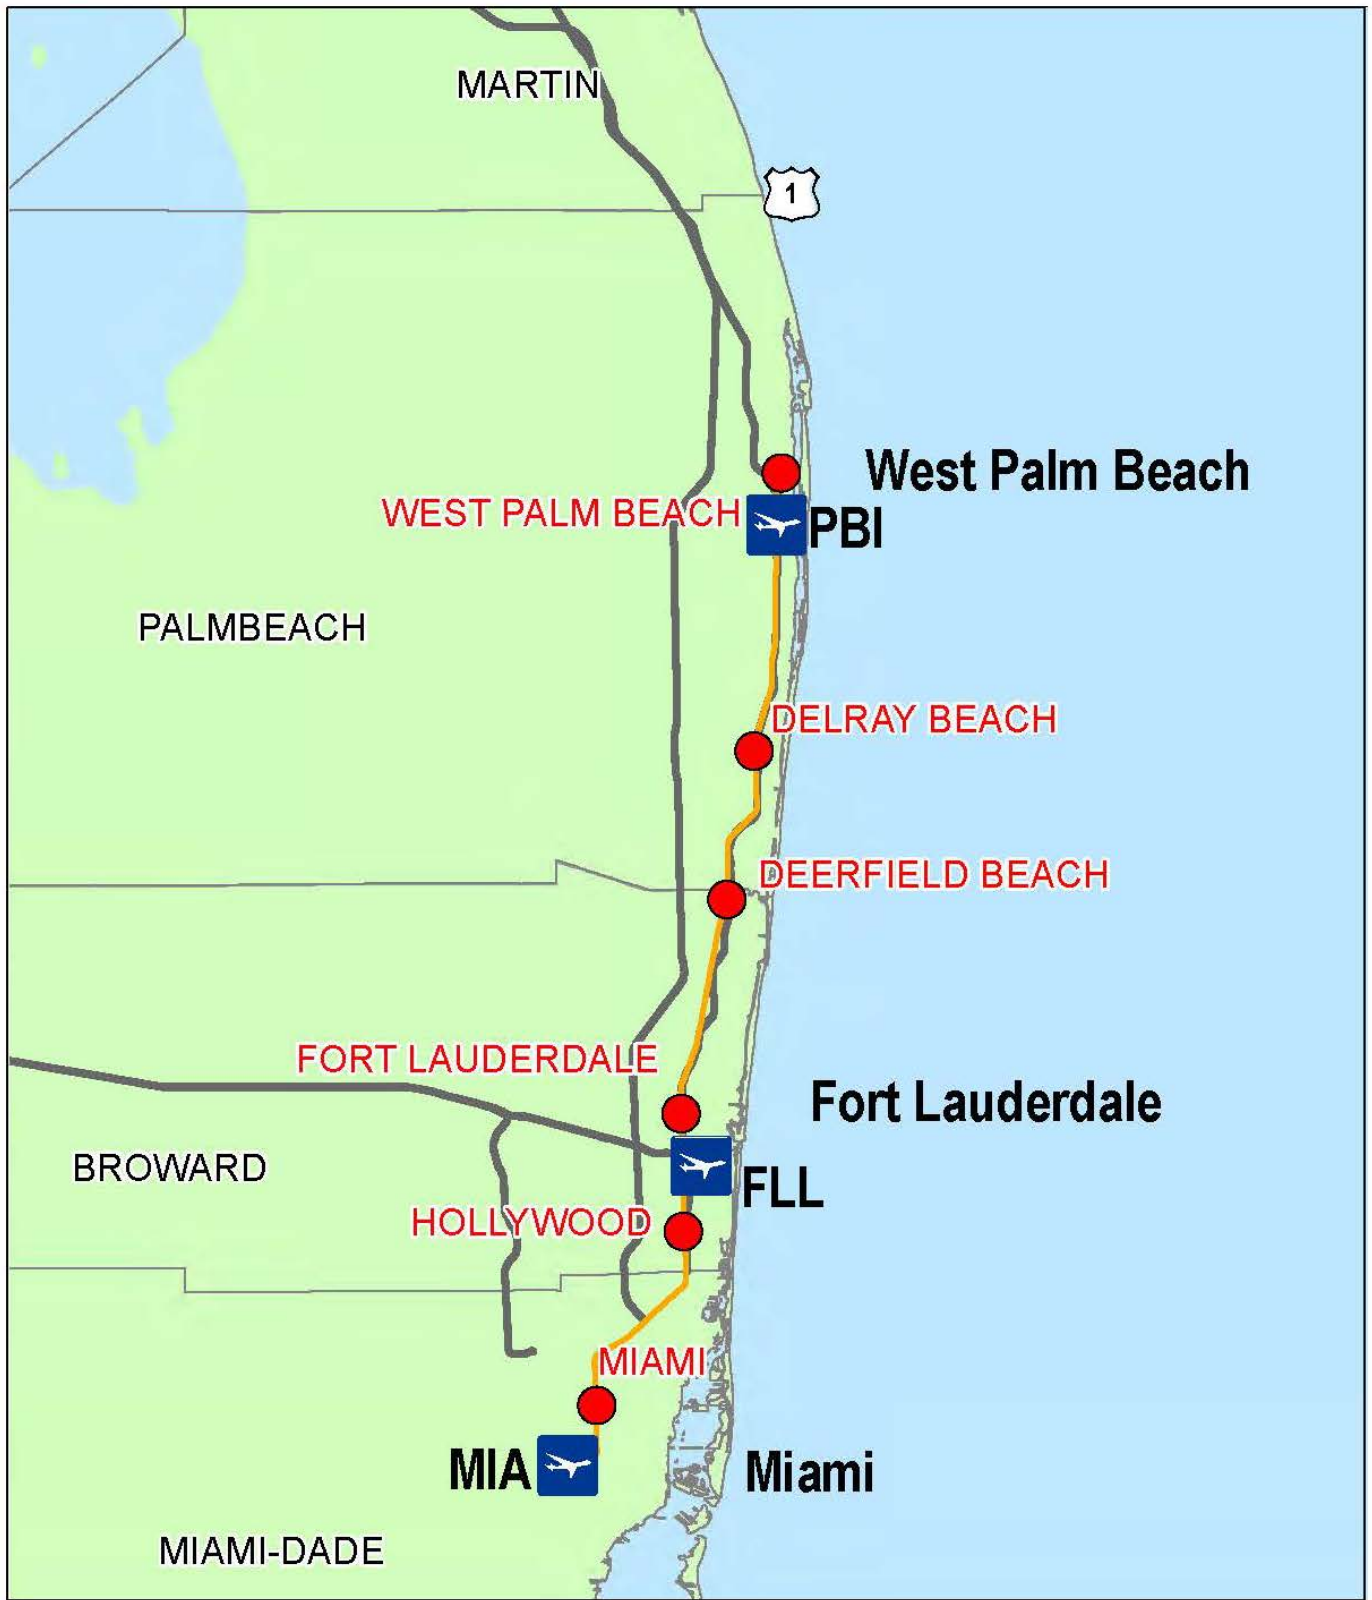 MARTIN
1
West Palm Beach
WEST PALM BEACH
PBI
PALMBEACH
DELRAY BEACH
DEERFIELD BEACH
FORT LAUDERDALE
Fort Lauderdale
BROWARD
FLL
HOLLYWOOD
MIAMI
MIA
Miami
MIAMI-DADE